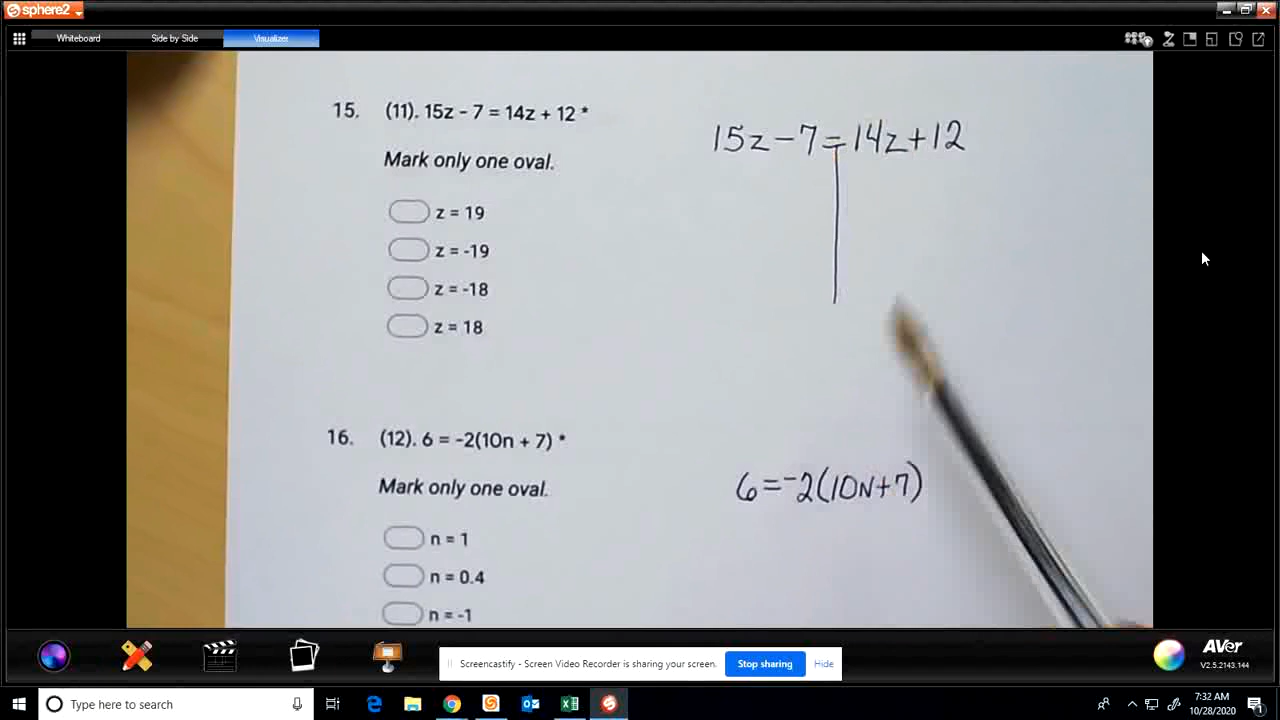 sphere2
Whiteboard Side by Side Visualizer
15. (11). 15z - 7 = 14z + 12 *
15z - 7 = 14z + 12
Mark only one oval.
z = 19
z = -19
z = -18
z = 18
16. (12). 6 = -2(10n + 7) *
6 = -2(10N+7)
Mark only one oval.
n = 1
n = 0.4
n = -1
Screencastify - Screen Video Recorder is sharing your screen. Stop sharing Hide
AVer
V2.5.2143.144
Type here to search
7:32 AM
10/28/2020
1